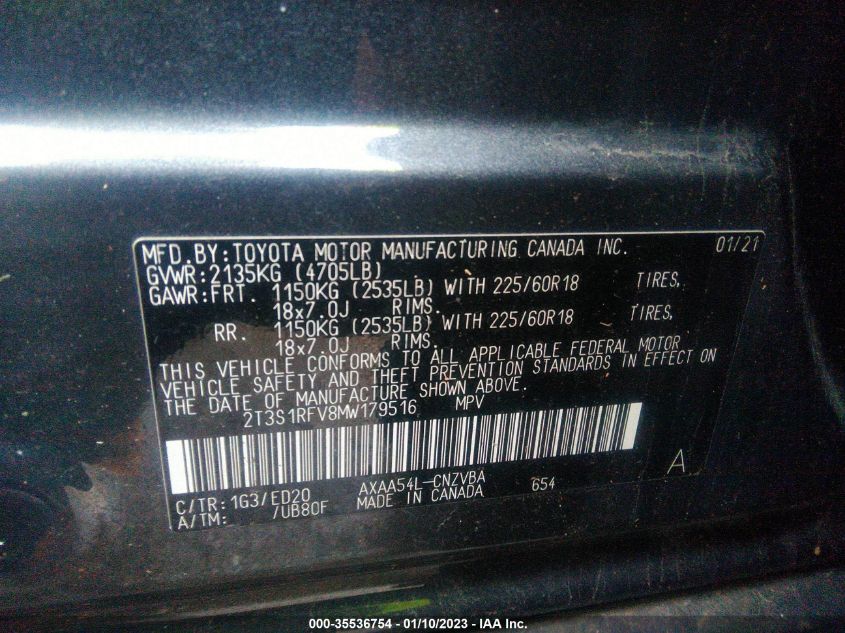 MFD.BY:TOYOTA MOTOR MANUFACTURING CANADA INC. 01/21
GVWR:2135KG (4705LB)
GAWR:FRT. 1150KG (2535LB) WITH 225/60R18 TIRES,
18x7.0J RIMS.
RR. 1150KG (2535LB) WITH 225/60R18 TIRES,
18x7.0J RIMS.
THIS VEHICLE CONFORMS TO ALL APPLICABLE FEDERAL MOTOR
VEHICLE SAFETY AND THEFT PREVENTION STANDARDS IN EFFECT ON
THE DATE OF MANUFACTURE SHOWN ABOVE.
2T3S1RFV8MW179516 MPV
A
C/TR:1G3/ED20 AXAA54L-CNZVBA 654
A/TM: /UB80F MADE IN CANADA
000-35536754 - 01/10/2023 - IAA Inc.